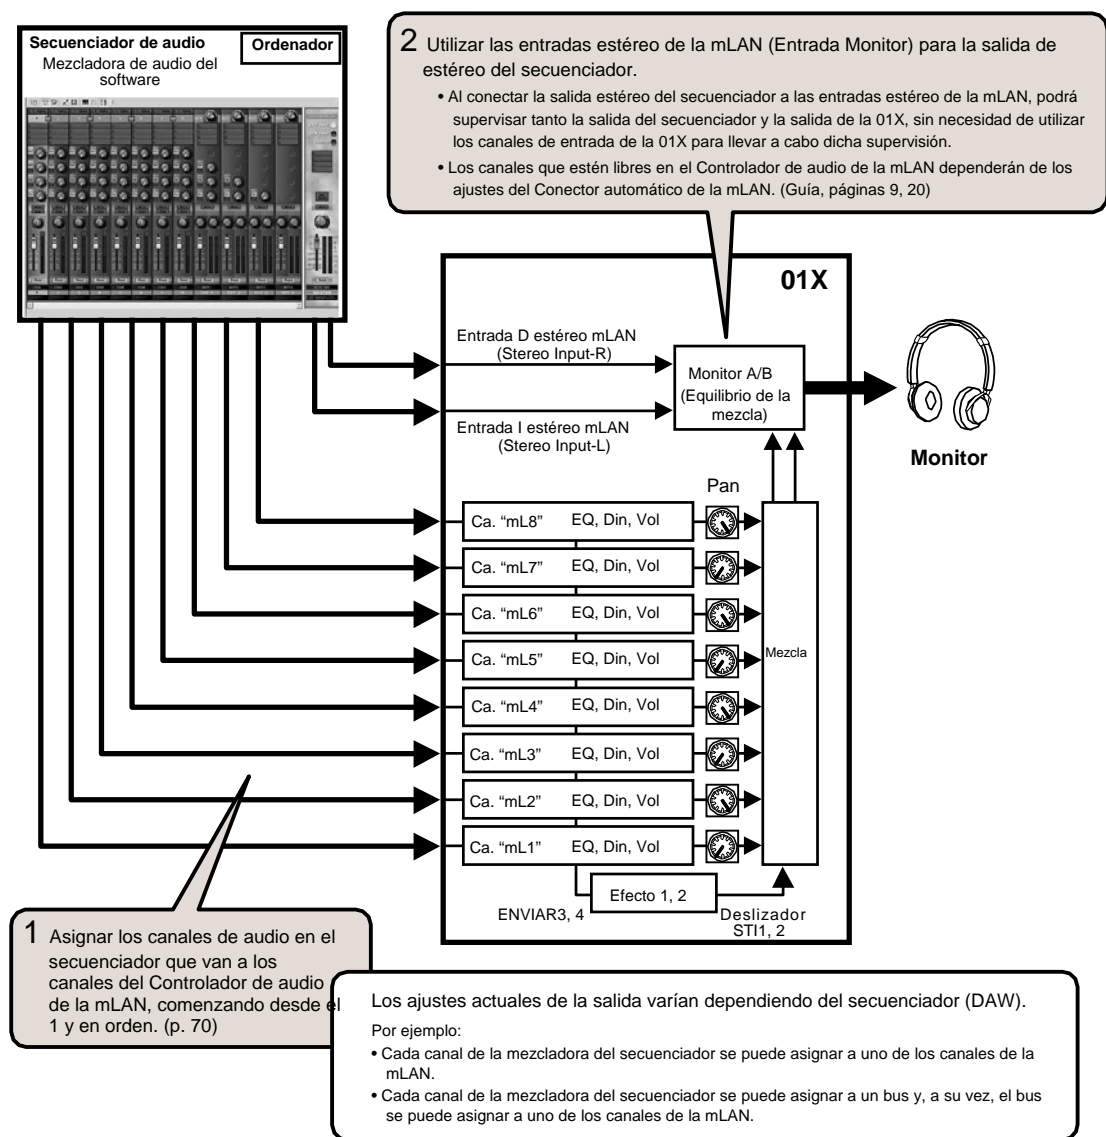 Secuenciador de audio
Ordenador
Mezcladora de audio del
software
2 Utilizar las entradas estéreo de la mLAN (Entrada Monitor) para la salida de
estéreo del secuenciador.
• Al conectar la salida estéreo del secuenciador a las entradas estéreo de la mLAN, podrá
supervisar tanto la salida del secuenciador y la salida de la 01X, sin necesidad de utilizar
los canales de entrada de la 01X para llevar a cabo dicha supervisión.
• Los canales que estén libres en el Controlador de audio de la mLAN dependerán de los
ajustes del Conector automático de la mLAN. (Guía, páginas 9, 20)
01X
Entrada D estéreo mLAN
(Stereo Input-R)
Monitor A/B
(Equilibrio de la
mezcla)
Entrada I estéreo mLAN
(Stereo Input-L)
Monitor
Pan
Ca. “mL8” EQ, Din, Vol
Ca. “mL7” EQ, Din, Vol
Ca. “mL6” EQ, Din, Vol
Ca. “mL5” EQ, Din, Vol
Mezcla
Ca. “mL4” EQ, Din, Vol
Ca. “mL3” EQ, Din, Vol
Ca. “mL2” EQ, Din, Vol
Ca. “mL1” EQ, Din, Vol
Efecto 1, 2
ENVIAR3, 4
Deslizador
STI1, 2
1 Asignar los canales de audio en el
secuenciador que van a los
canales del Controlador de audio
de la mLAN, comenzando desde el
1 y en orden. (p. 70)
Los ajustes actuales de la salida varían dependiendo del secuenciador (DAW).
Por ejemplo:
• Cada canal de la mezcladora del secuenciador se puede asignar a uno de los canales de la
mLAN.
• Cada canal de la mezcladora del secuenciador se puede asignar a un bus y, a su vez, el bus
se puede asignar a uno de los canales de la mLAN.